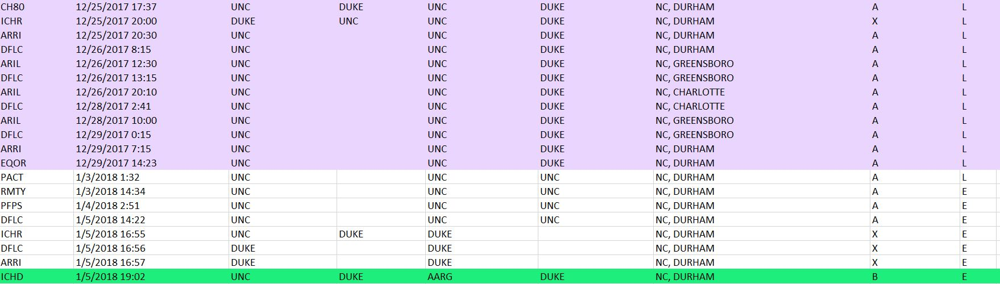 CH80 12/25/2017 17:37 UNC DUKE UNC DUKE NC, DURHAM A L
ICHR 12/25/2017 20:00 DUKE UNC UNC DUKE NC, DURHAM X L
ARRI 12/25/2017 20:30 UNC UNC DUKE NC, DURHAM A L
DFLC 12/26/2017 8:15 UNC UNC DUKE NC, DURHAM A L
ARIL 12/26/2017 12:30 UNC UNC DUKE NC, GREENSBORO A L
DFLC 12/26/2017 13:15 UNC UNC DUKE NC, GREENSBORO A L
ARIL 12/26/2017 20:10 UNC UNC DUKE NC, CHARLOTTE A L
DFLC 12/28/2017 2:41 UNC UNC DUKE NC, CHARLOTTE A L
ARIL 12/28/2017 10:00 UNC UNC DUKE NC, GREENSBORO A L
DFLC 12/29/2017 0:15 UNC UNC DUKE NC, GREENSBORO A L
ARRI 12/29/2017 7:15 UNC UNC DUKE NC, DURHAM A L
EQOR 12/29/2017 14:23 UNC UNC DUKE NC, DURHAM A L
PACT 1/3/2018 1:32 UNC UNC UNC NC, DURHAM A L
RMTY 1/3/2018 14:34 UNC UNC UNC NC, DURHAM A E
PFPS 1/4/2018 2:51 UNC UNC UNC NC, DURHAM A E
DFLC 1/5/2018 14:22 UNC UNC UNC NC, DURHAM A E
ICHR 1/5/2018 16:55 UNC DUKE DUKE NC, DURHAM X E
DFLC 1/5/2018 16:56 DUKE DUKE NC, DURHAM X E
ARRI 1/5/2018 16:57 DUKE DUKE NC, DURHAM X E
ICHD 1/5/2018 19:02 UNC DUKE AARG DUKE NC, DURHAM B E